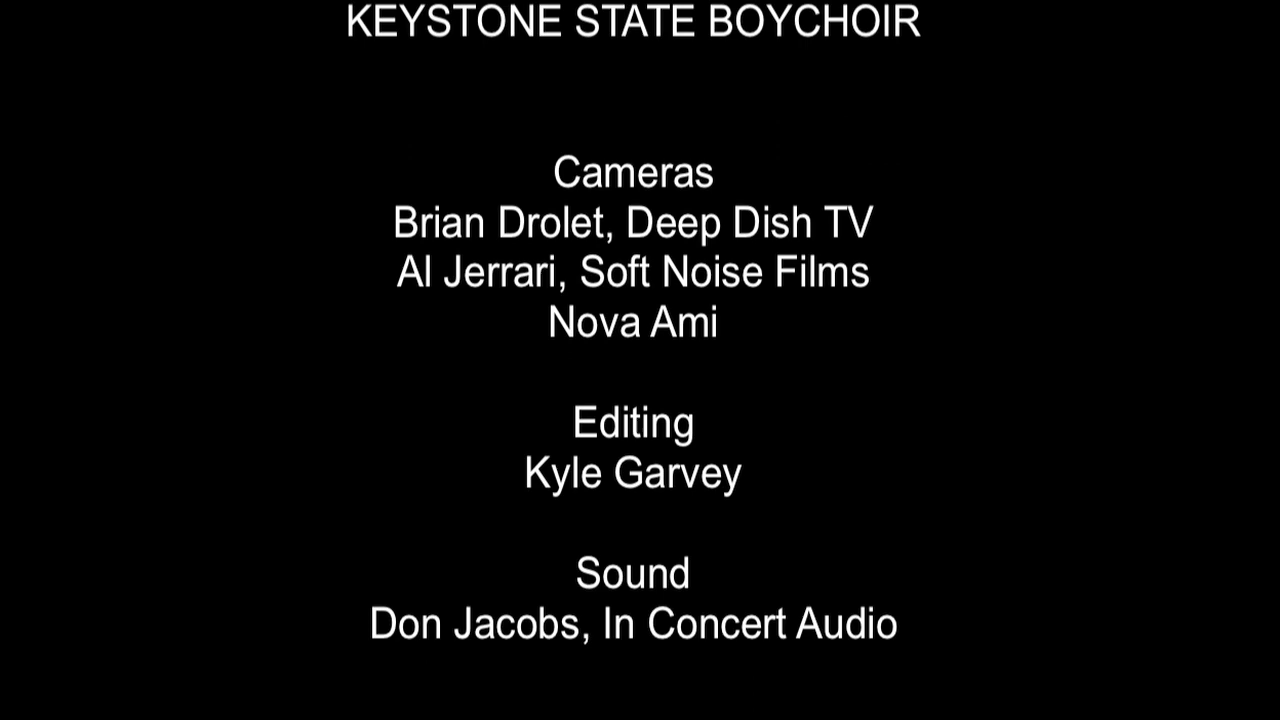 KEYSTONE STATE BOYCHOIR
Cameras
Brian Drolet, Deep Dish TV
Al Jerrari, Soft Noise Films
Nova Ami
Editing
Kyle Garvey
Sound
Don Jacobs, In Concert Audio